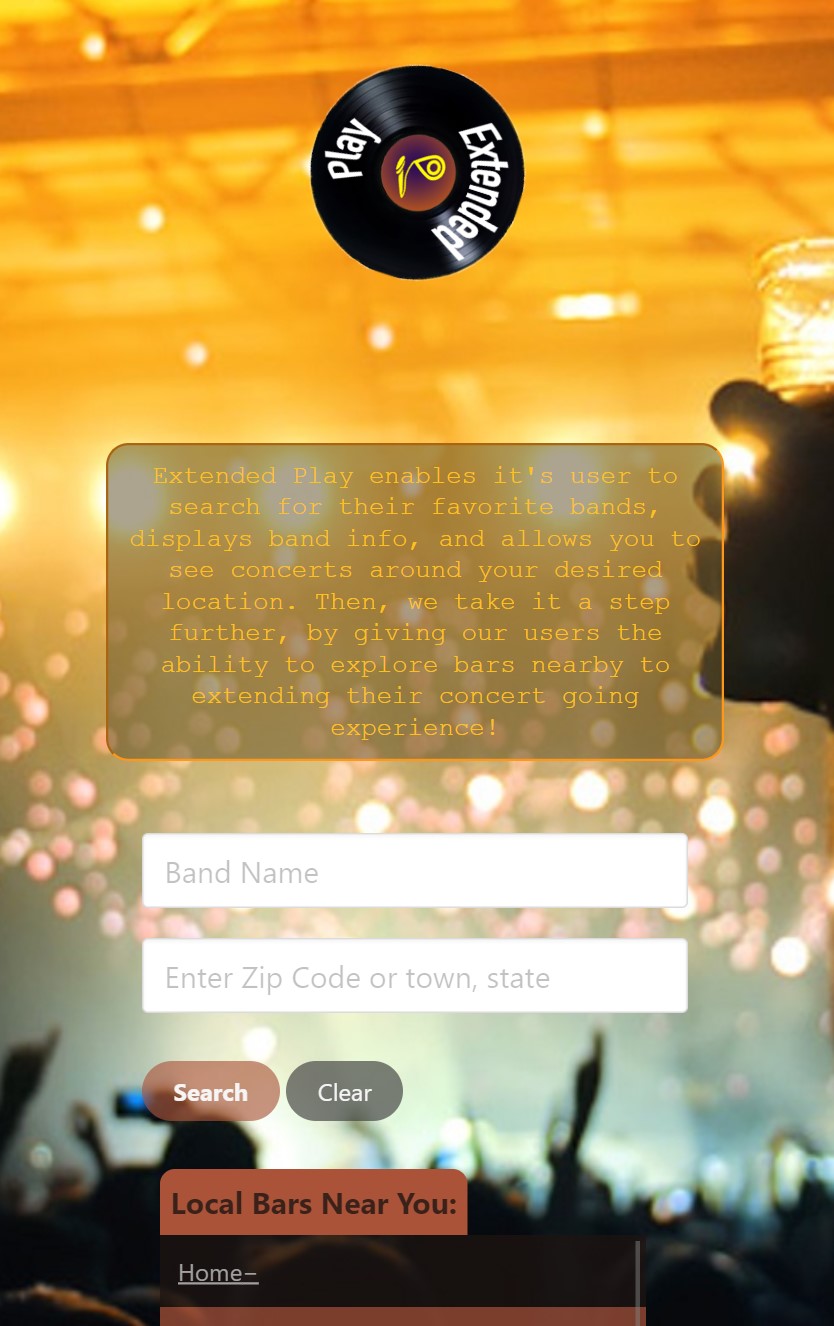 Play Extended
Extended Play enables it's user to
search for their favorite bands,
displays band info, and allows you to
see concerts around your desired
location. Then, we take it a step
further, by giving our users the
ability to explore bars nearby to
extending their concert going
experience!
Band Name
Enter Zip Code or town, state
Search Clear
Local Bars Near You:
Home–